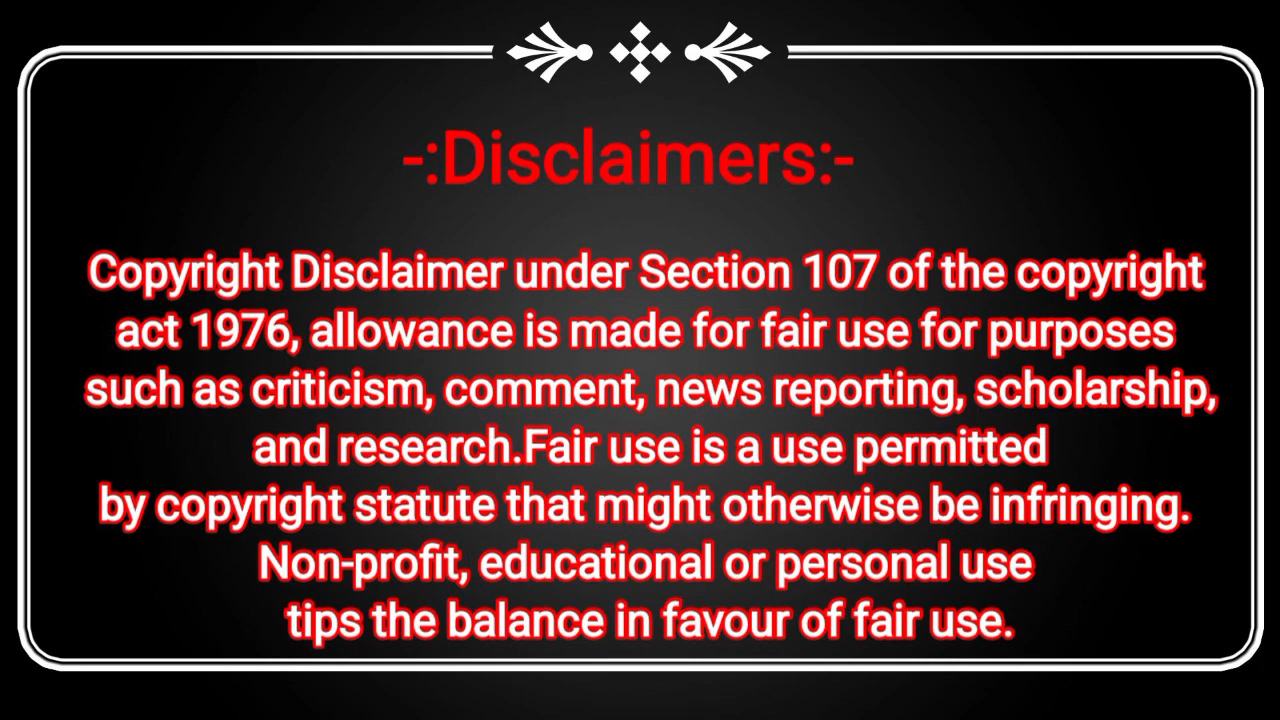 -:Disclaimers:-
Copyright Disclaimer under Section 107 of the copyright
act 1976, allowance is made for fair use for purposes
such as criticism, comment, news reporting, scholarship,
and research.Fair use is a use permitted
by copyright statute that might otherwise be infringing.
Non-profit, educational or personal use
tips the balance in favour of fair use.